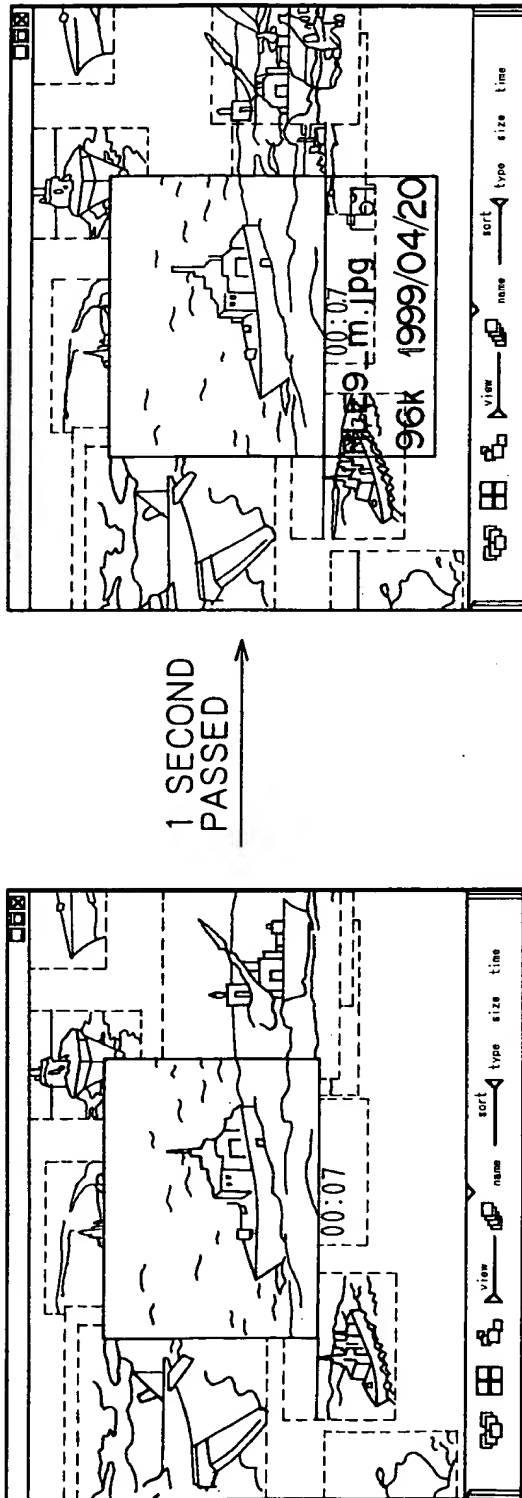 00:07
view
name
sort
type size time
1 SECOND
PASSED
00:07
m.jpg
96k 1999/04/20
view
name
sort
type size time